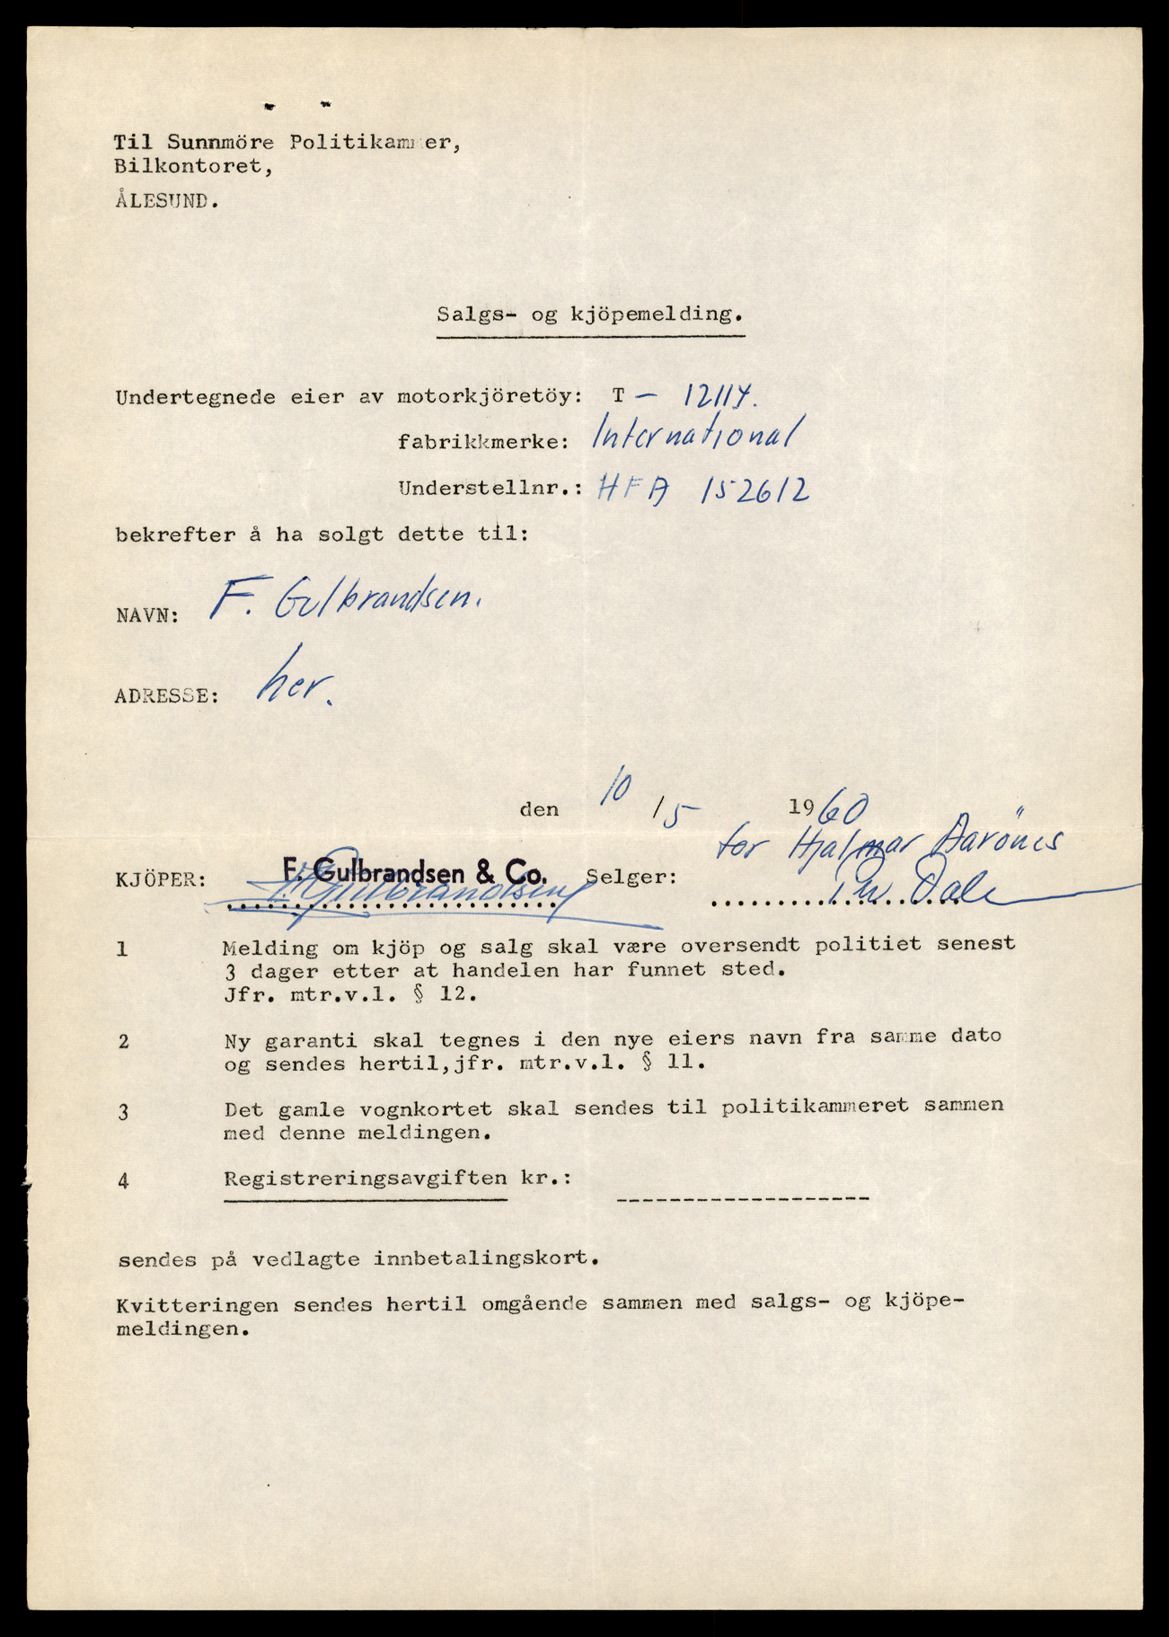 Til Sunnmöre Politikammer,
Bilkontoret,
ÅLESUND.
Salgs- og kjöpemelding.
Undertegnede eier av motorkjöretöy: T - 12114.
fabrikkmerke: International
Understellnr.: HFA 152612
bekrefter å ha solgt dette til:
NAVN: F. Gulbrandsen.
ADRESSE: her.
den 10/5 1960
for Hjalmar Aarönes
KJÖPER: F. Gulbrandsen & Co. Selger:
F. Gulbrandsen Dale
1 Melding om kjöp og salg skal være oversendt politiet senest
3 dager etter at handelen har funnet sted.
Jfr. mtr.v.l. § 12.
2 Ny garanti skal tegnes i den nye eiers navn fra samme dato
og sendes hertil,jfr. mtr.v.l. § 11.
3 Det gamle vognkortet skal sendes til politikammeret sammen
med denne meldingen.
4 Registreringsavgiften kr.: -------------------
sendes på vedlagte innbetalingskort.
Kvitteringen sendes hertil omgående sammen med salgs- og kjöpe-
meldingen.